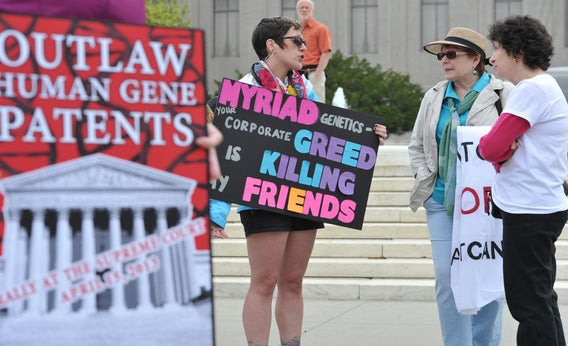 OUTLAW
HUMAN GENE
PATENTS
RALLY AT THE SUPREME COURT
APRIL 15 2013
MYRIAD
YOUR GENETICS -
CORPORATE GREED
IS KILLING
MY FRIENDS